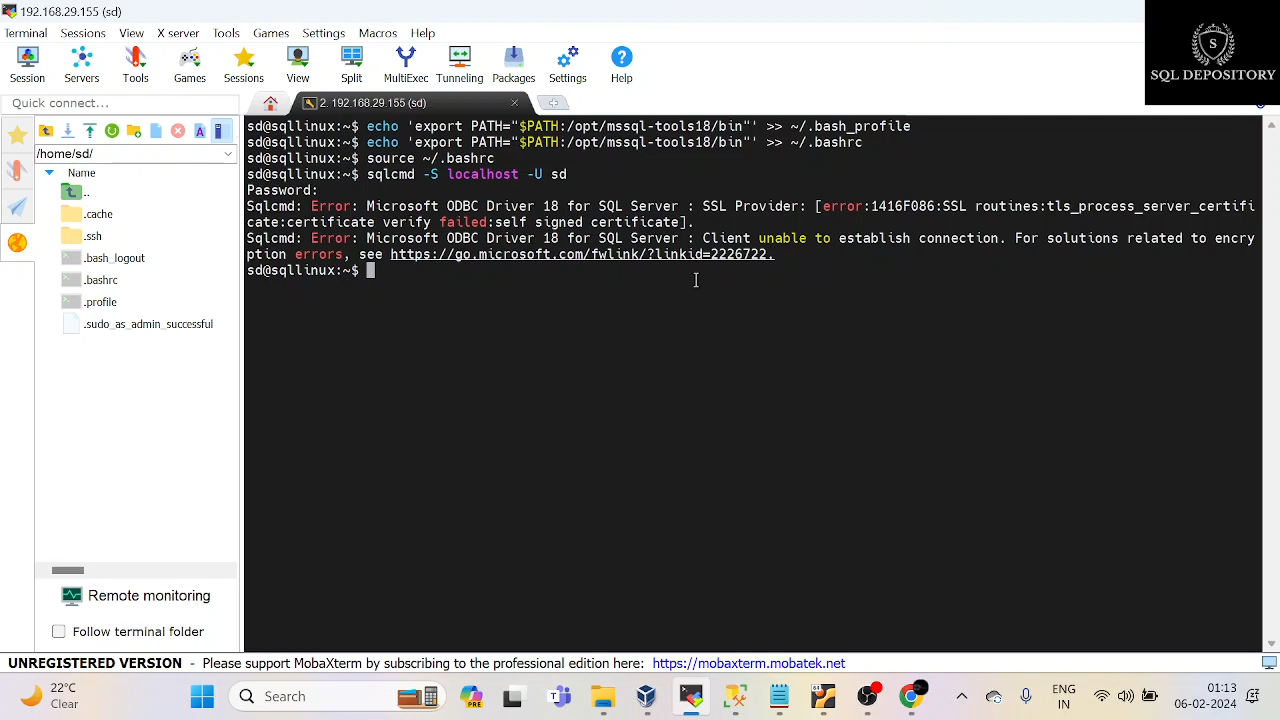 192.168.29.155 (sd)
Terminal Sessions View X server Tools Games Settings Macros Help
Session Servers Tools Games Sessions View Split MultiExec Tunneling Packages Settings Help
S
SQL DEPOSITORY
Quick connect...
2. 192.168.29.155 (sd)
/home/sd/
Name
..
.cache
.ssh
.bash_logout
.bashrc
.profile
.sudo_as_admin_successful
Remote monitoring
Follow terminal folder
sd@sqllinux:~$ echo 'export PATH="$PATH:/opt/mssql-tools18/bin"' >> ~/.bash_profile
sd@sqllinux:~$ echo 'export PATH="$PATH:/opt/mssql-tools18/bin"' >> ~/.bashrc
sd@sqllinux:~$ source ~/.bashrc
sd@sqllinux:~$ sqlcmd -S localhost -U sd
Password:
Sqlcmd: Error: Microsoft ODBC Driver 18 for SQL Server : SSL Provider: [error:1416F086:SSL routines:tls_process_server_certifi
cate:certificate verify failed:self signed certificate].
Sqlcmd: Error: Microsoft ODBC Driver 18 for SQL Server : Client unable to establish connection. For solutions related to encry
ption errors, see https://go.microsoft.com/fwlink/?linkid=2226722.
sd@sqllinux:~$
UNREGISTERED VERSION - Please support MobaXterm by subscribing to the professional edition here: https://mobaxterm.mobatek.net
22°C
Clear
Search
PRE
ENG
IN
01:13
06-02-2024